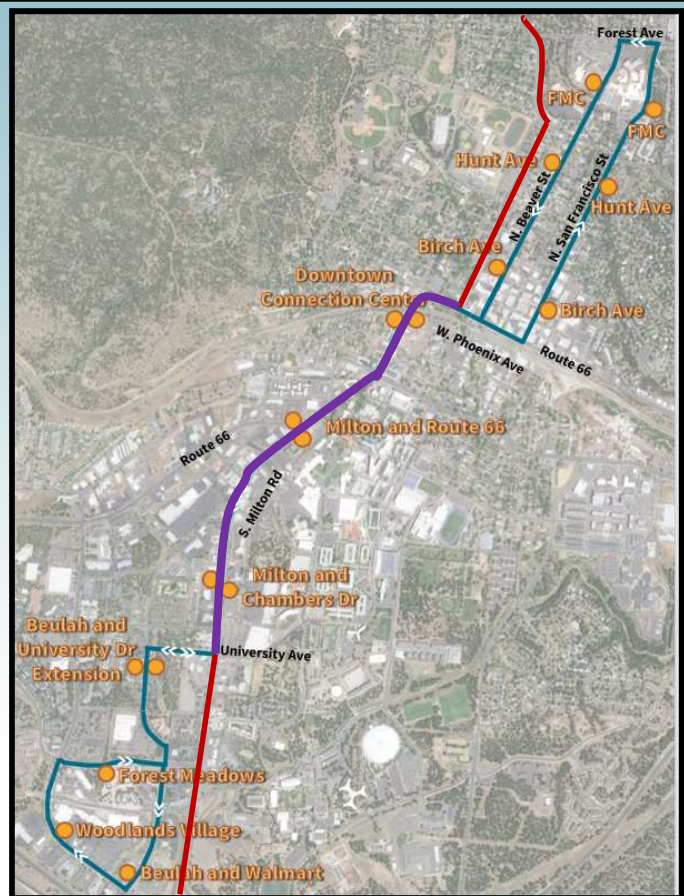 Forest Ave
FMC
FMC
Hunt Ave
N. Beaver St
N. San Francisco St
Hunt Ave
Birch Ave
Downtown
Connection Center
Birch Ave
W. Phoenix Ave
Route 66
Milton and Route 66
Route 66
S. Milton Rd
Milton and
Chambers Dr
Beulah and
University Dr
Extension
University Ave
Forest Meadows
Woodlands Village
Beulah and Walmart